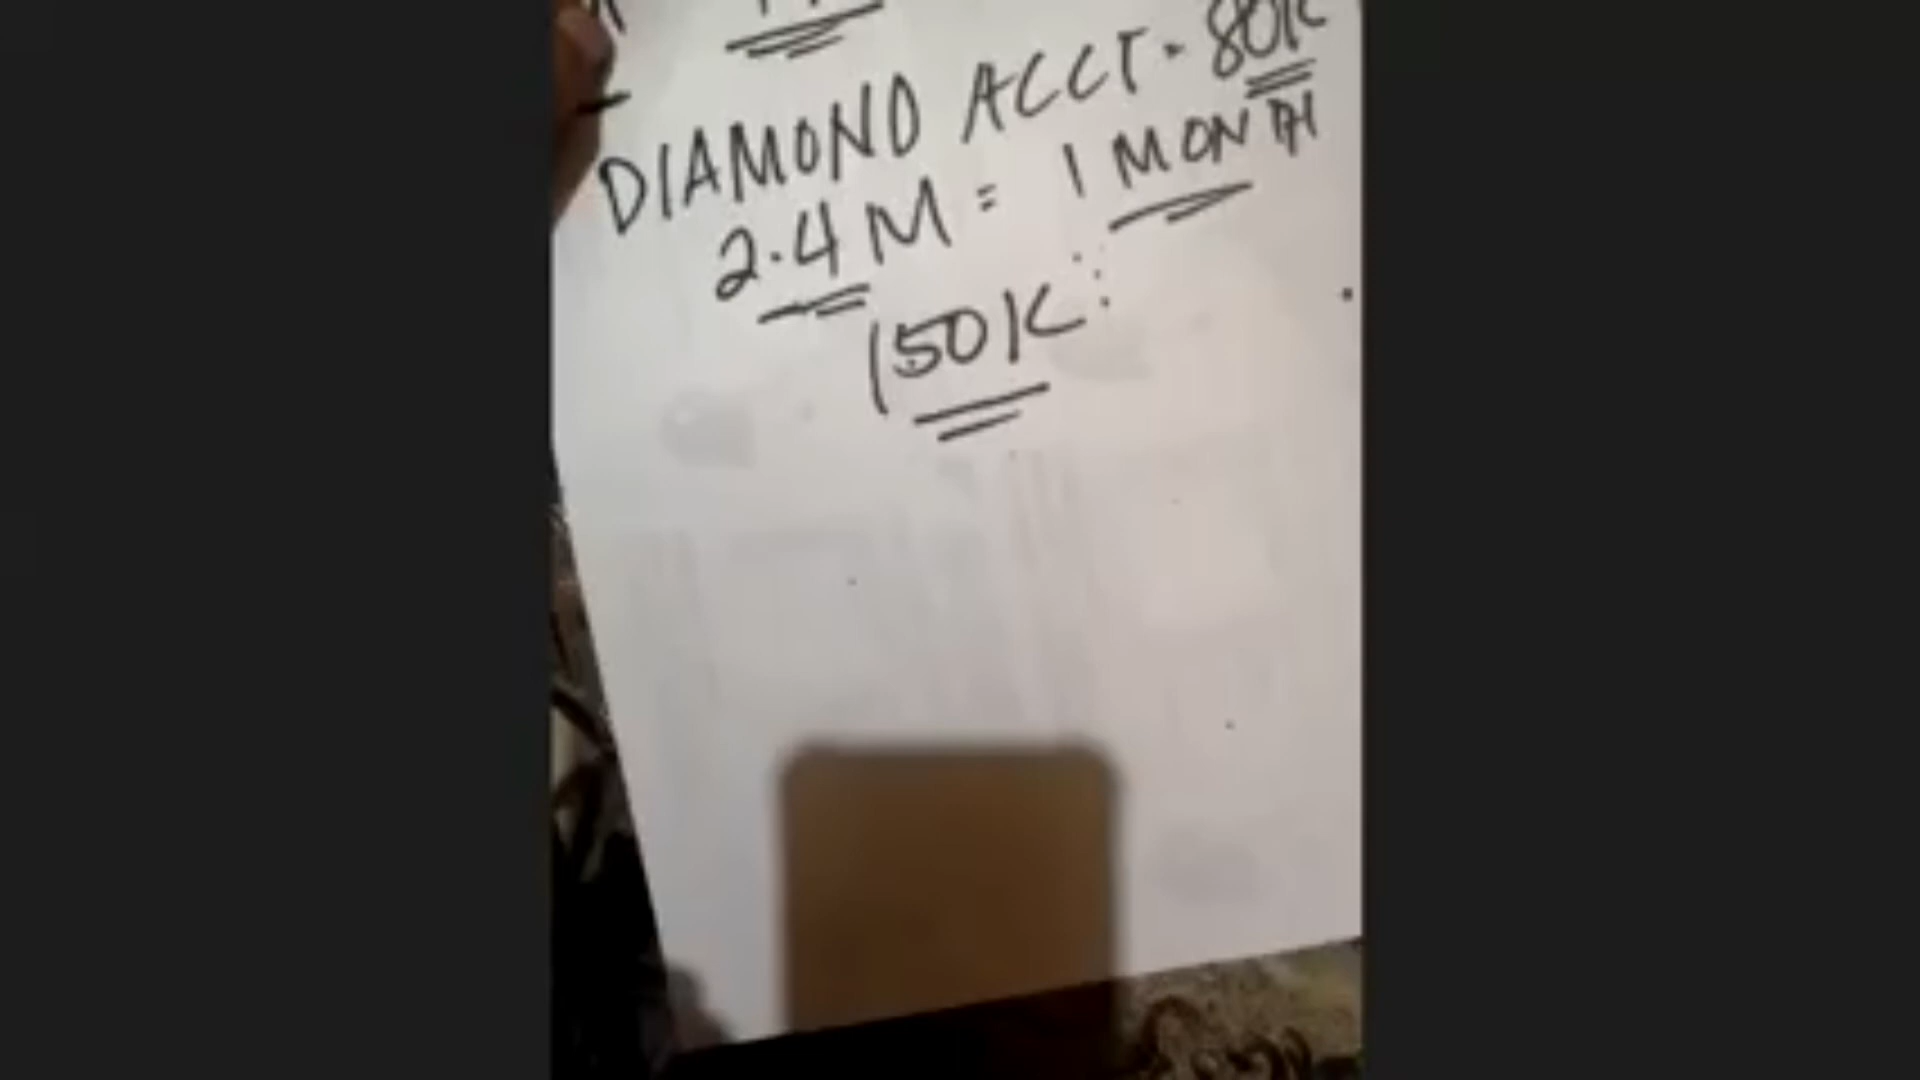 DIAMOND ACCT - 80K
2.4M = 1 MONTH
150K